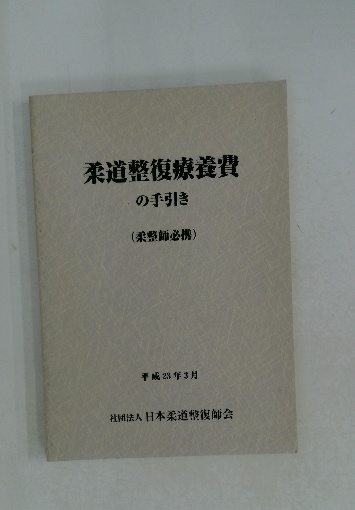 柔道整復療養費
の手引き
(柔整師必携)
平成23年3月
社団法人 日本柔道整復師会